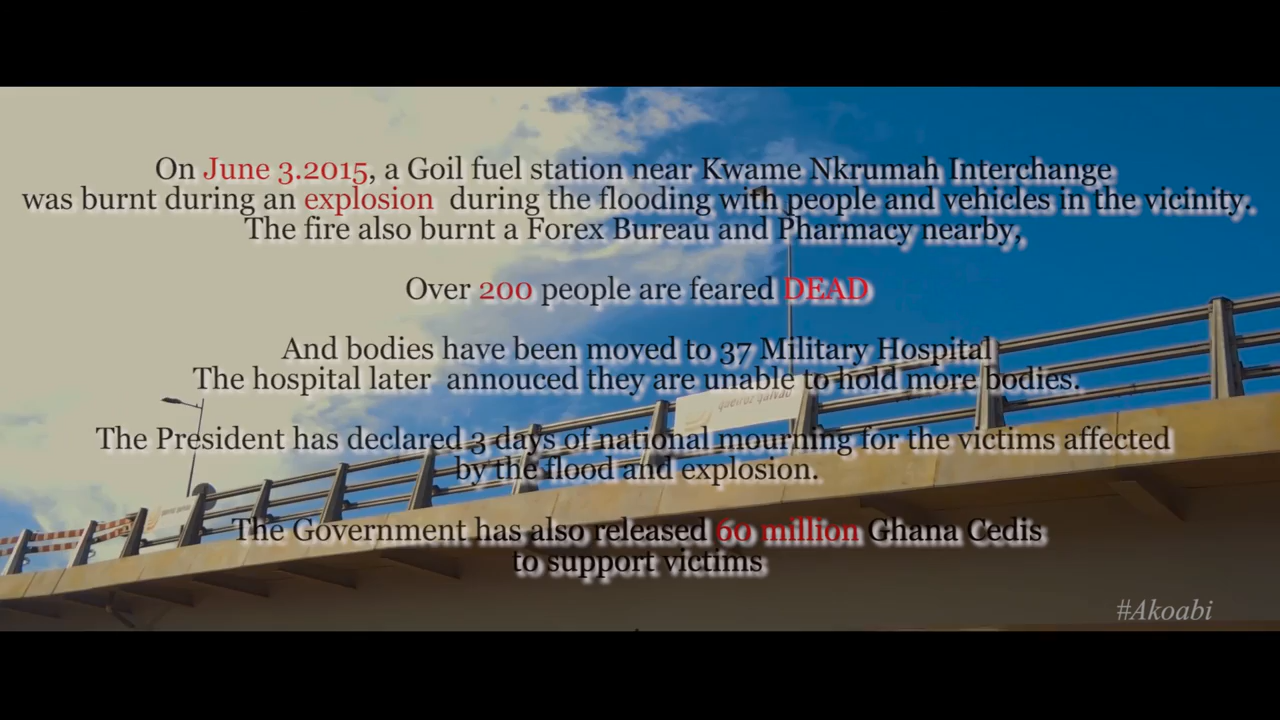 On June 3.2015, a Goil fuel station near Kwame Nkrumah Interchange
was burnt during an explosion during the flooding with people and vehicles in the vicinity.
The fire also burnt a Forex Bureau and Pharmacy nearby,
Over 200 people are feared DEAD
And bodies have been moved to 37 Military Hospital
The hospital later annouced they are unable to hold more bodies.
queiroz galvao
The President has declared 3 days of national mourning for the victims affected
by the flood and explosion.
The Government has also released 60 million Ghana Cedis
to support victims
#Akoabi